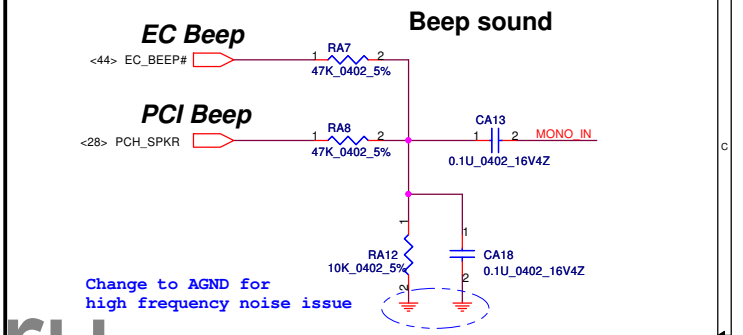 Beep sound
EC Beep
<44> EC_BEEP#
1 RA7 2
47K_0402_5%
PCI Beep
<28> PCH_SPKR
1 RA8 2
47K_0402_5%
CA13
1 2 MONO_IN
0.1U_0402_16V4Z
C
1
RA12
10K_0402_5%
2
1
CA18
0.1U_0402_16V4Z
2
Change to AGND for
high frequency noise issue
ru